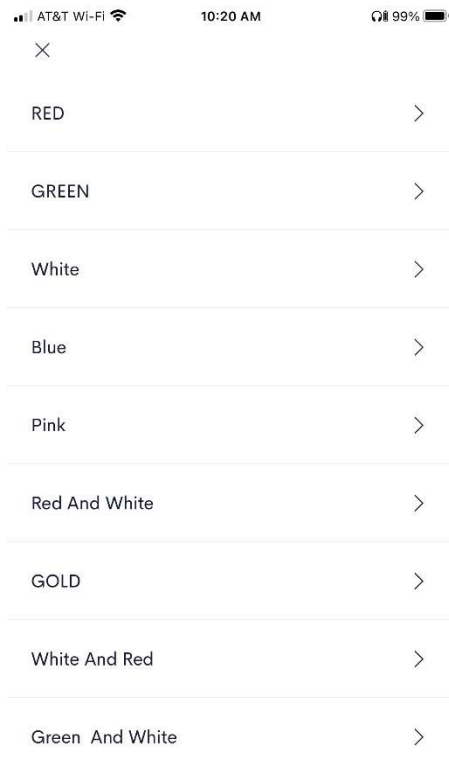 AT&T Wi-Fi 10:20 AM 99%
RED
GREEN
White
Blue
Pink
Red And White
GOLD
White And Red
Green  And White